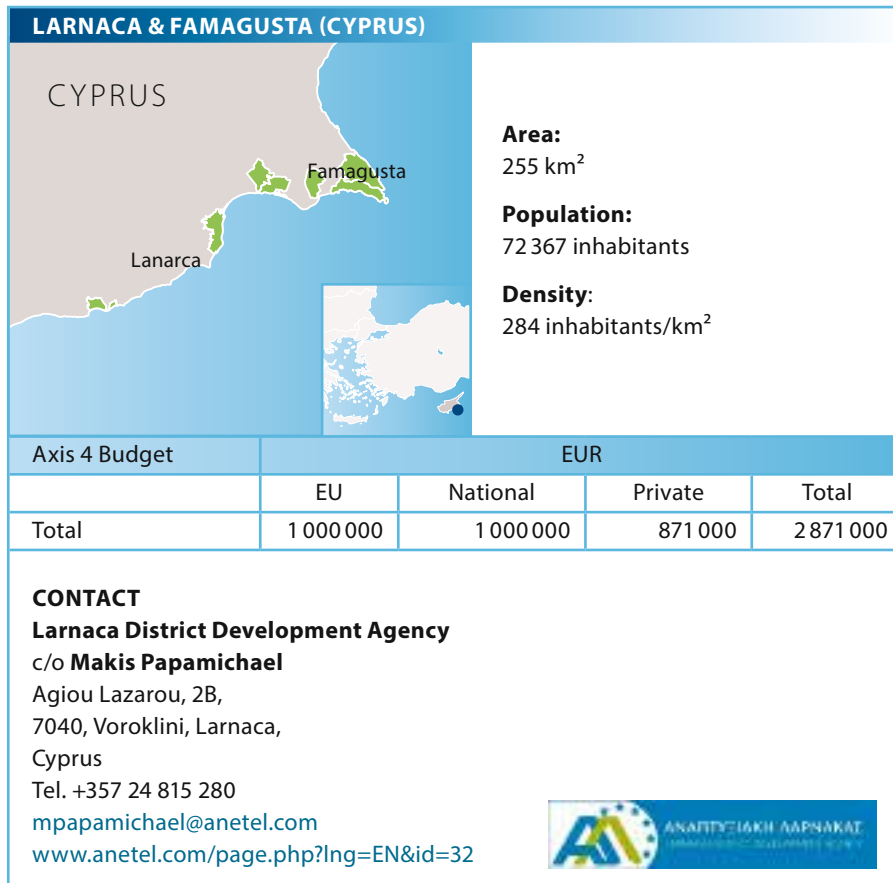 LARNACA & FAMAGUSTA (CYPRUS)
CYPRUS
Famagusta
Lanarca
Area:
255 km²
Population:
72 367 inhabitants
Density:
284 inhabitants/km²
Axis 4 Budget EUR
EU National Private Total
Total 1 000 000 1 000 000 871 000 2 871 000
CONTACT
Larnaca District Development Agency
c/o Makis Papamichael
Agiou Lazarou, 2B,
7040, Voroklini, Larnaca,
Cyprus
Tel. +357 24 815 280
mpapamichael@anetel.com
www.anetel.com/page.php?lng=EN&id=32
ΑΝΑΠΤΥΞΙΑΚΗ ΛΑΡΝΑΚΑΣ